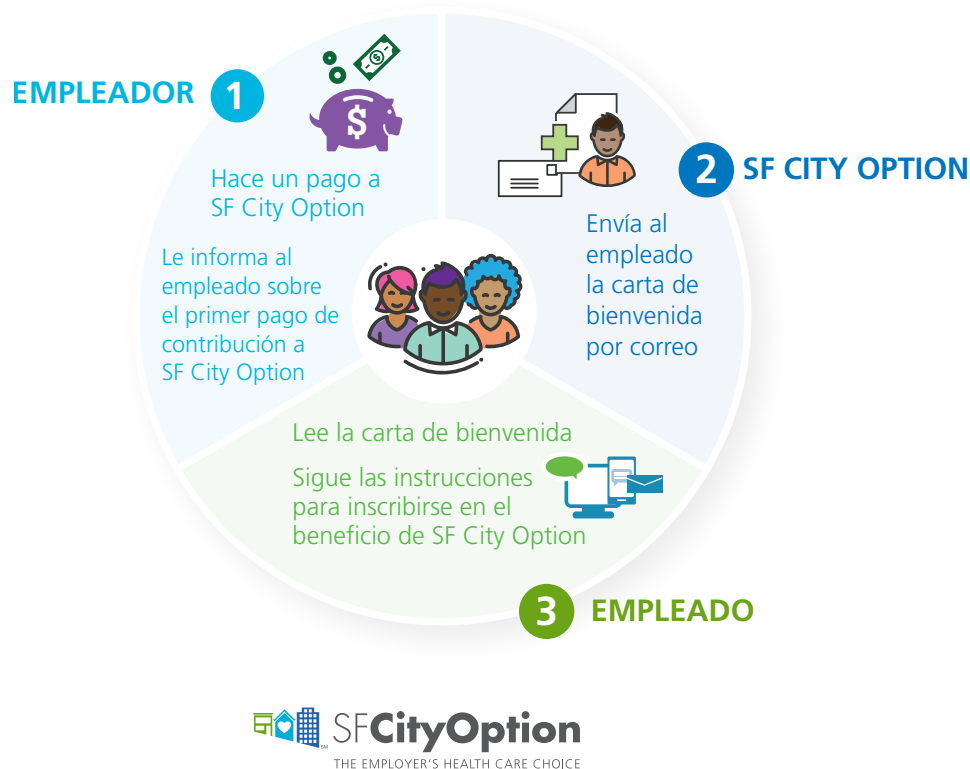 EMPLEADOR 1
$
Hace un pago a
SF City Option
Le informa al
empleado sobre
el primer pago de
contribución a
SF City Option
2 SF CITY OPTION
Envía al
empleado
la carta de
bienvenida
por correo
Lee la carta de bienvenida
Sigue las instrucciones
para inscribirse en el
beneficio de SF City Option
3 EMPLEADO
SFCityOption
SM
THE EMPLOYER'S HEALTH CARE CHOICE